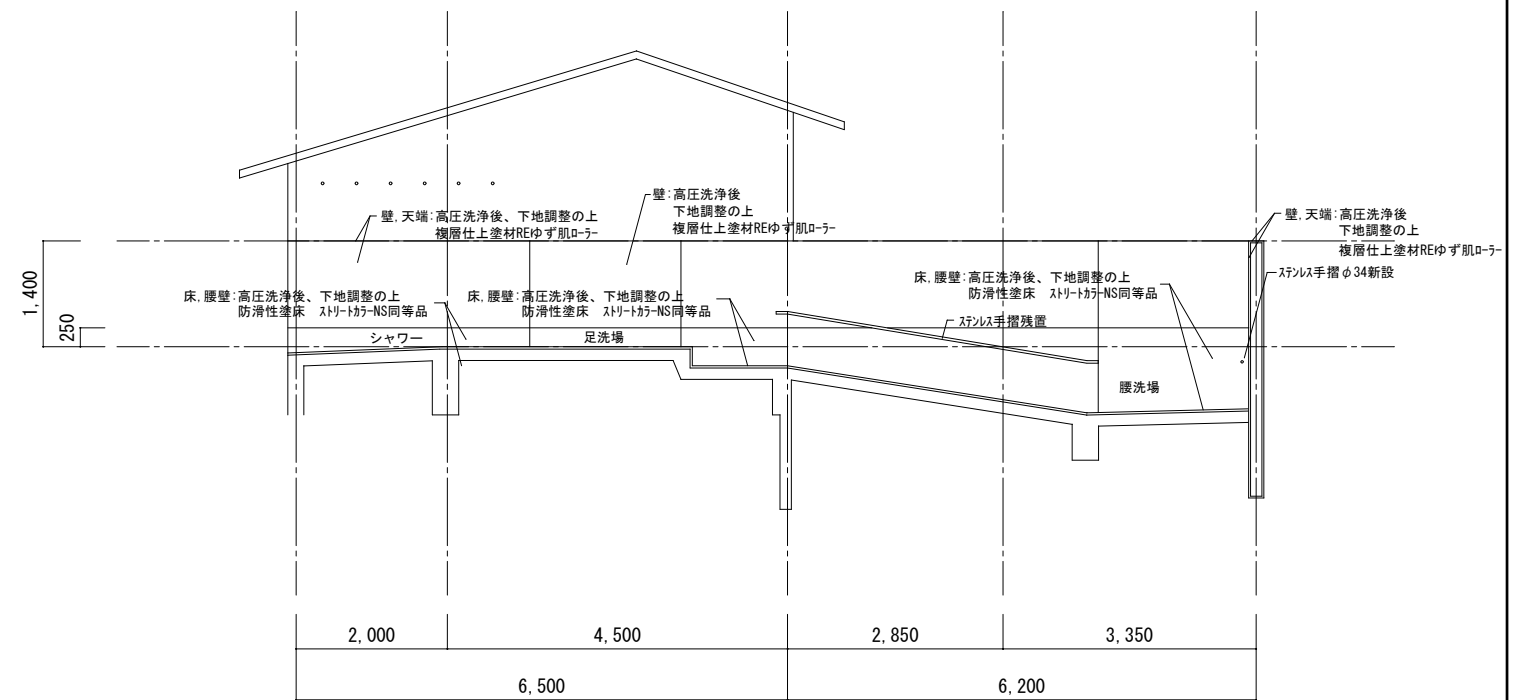 壁:高圧洗浄後
下地調整の上
複層仕上塗材REゆず肌ﾛｰﾗｰ
壁,天端:高圧洗浄後、下地調整の上
複層仕上塗材REゆず肌ﾛｰﾗｰ
壁,天端:高圧洗浄後
下地調整の上
複層仕上塗材REゆず肌ﾛｰﾗｰ
ｽﾃﾝﾚｽ手摺φ34新設
床,腰壁:高圧洗浄後、下地調整の上
防滑性塗床 ｽﾄﾘｰﾄｶﾗｰNS同等品
床,腰壁:高圧洗浄後、下地調整の上
防滑性塗床 ｽﾄﾘｰﾄｶﾗｰNS同等品
床,腰壁:高圧洗浄後、下地調整の上
防滑性塗床 ｽﾄﾘｰﾄｶﾗｰNS同等品
1,400
250
ｽﾃﾝﾚｽ手摺残置
シャワー
足洗場
腰洗場
2,000
4,500
2,850
3,350
6,500
6,200